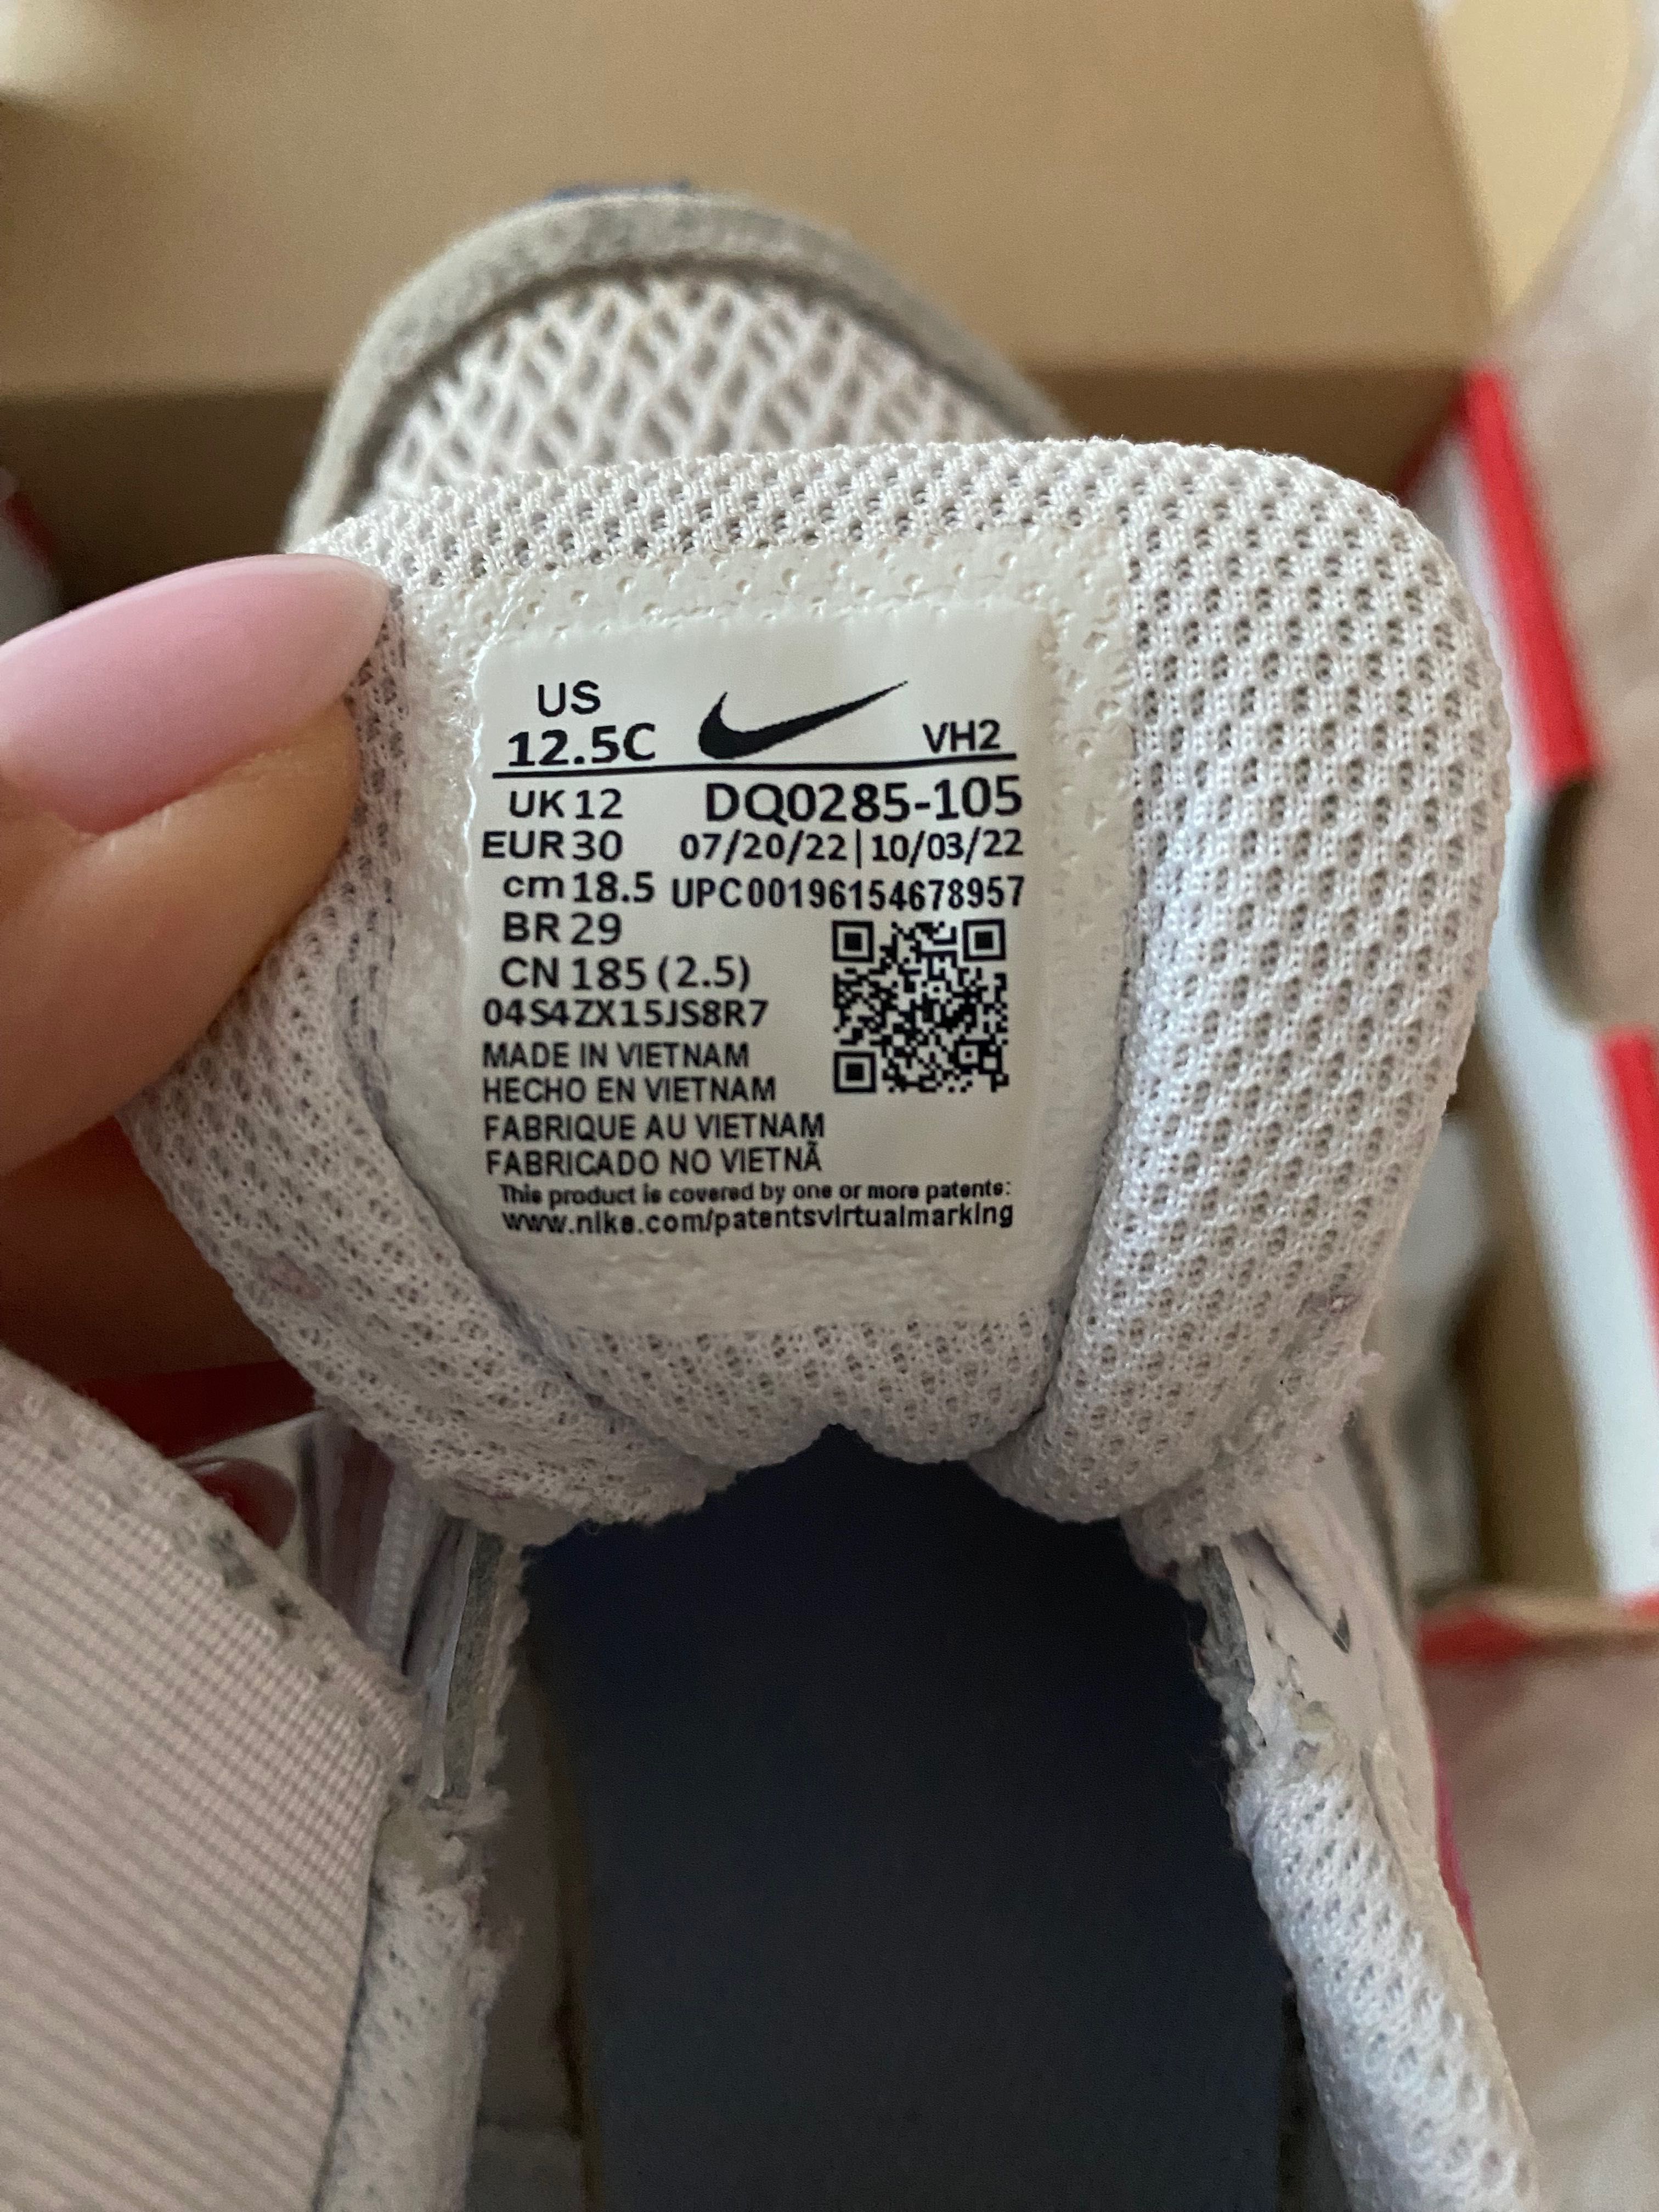 US
12.5C VH2
UK 12 DQ0285-105
EUR 30 07/20/22|10/03/22
cm 18.5 UPC00196154678957
BR 29
CN 185 (2.5)
04S4ZX15JS8R7
MADE IN VIETNAM
HECHO EN VIETNAM
FABRIQUE AU VIETNAM
FABRICADO NO VIETNÃ
This product is covered by one or more patents:
www.nike.com/patentsvirtualmarking